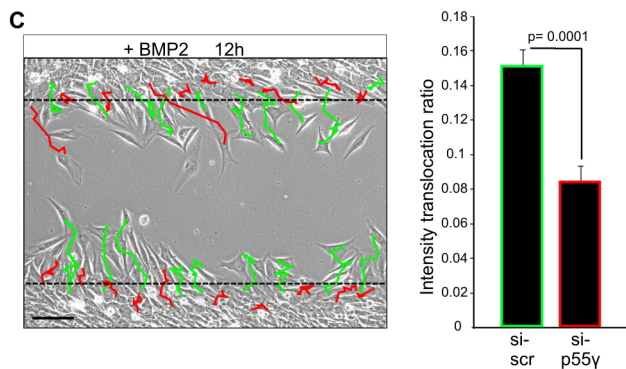 C
+ BMP2 12h
Intensity translocation ratio
0.18
0.16
0.14
0.12
0.1
0.08
0.06
0.04
0.02
0
p= 0.0001
si-
scr
si-
p55γ